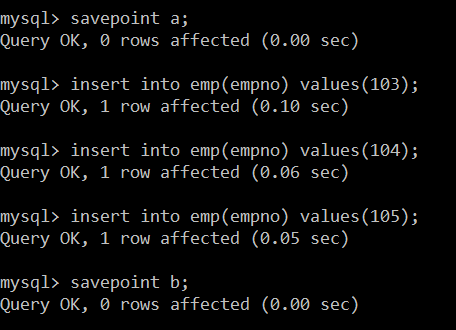 mysql> savepoint a;
Query OK, 0 rows affected (0.00 sec)
mysql> insert into emp(empno) values(103);
Query OK, 1 row affected (0.10 sec)
mysql> insert into emp(empno) values(104);
Query OK, 1 row affected (0.06 sec)
mysql> insert into emp(empno) values(105);
Query OK, 1 row affected (0.05 sec)
mysql> savepoint b;
Query OK, 0 rows affected (0.00 sec)